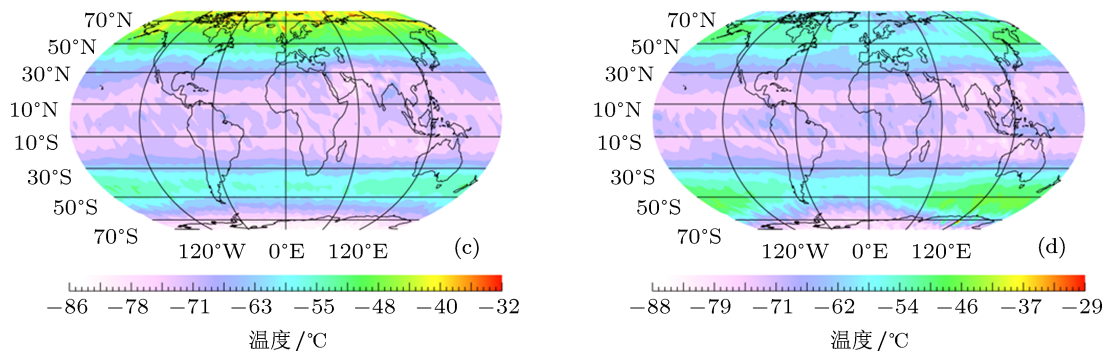 70°N
50°N
30°N
10°N
10°S
30°S
50°S
70°S
120°W 0°E 120°E
(c)
−86 −78 −71 −63 −55 −48 −40 −32
温度/℃
70°N
50°N
30°N
10°N
10°S
30°S
50°S
70°S
120°W 0°E 120°E
(d)
−88 −79 −71 −62 −54 −46 −37 −29
温度/℃